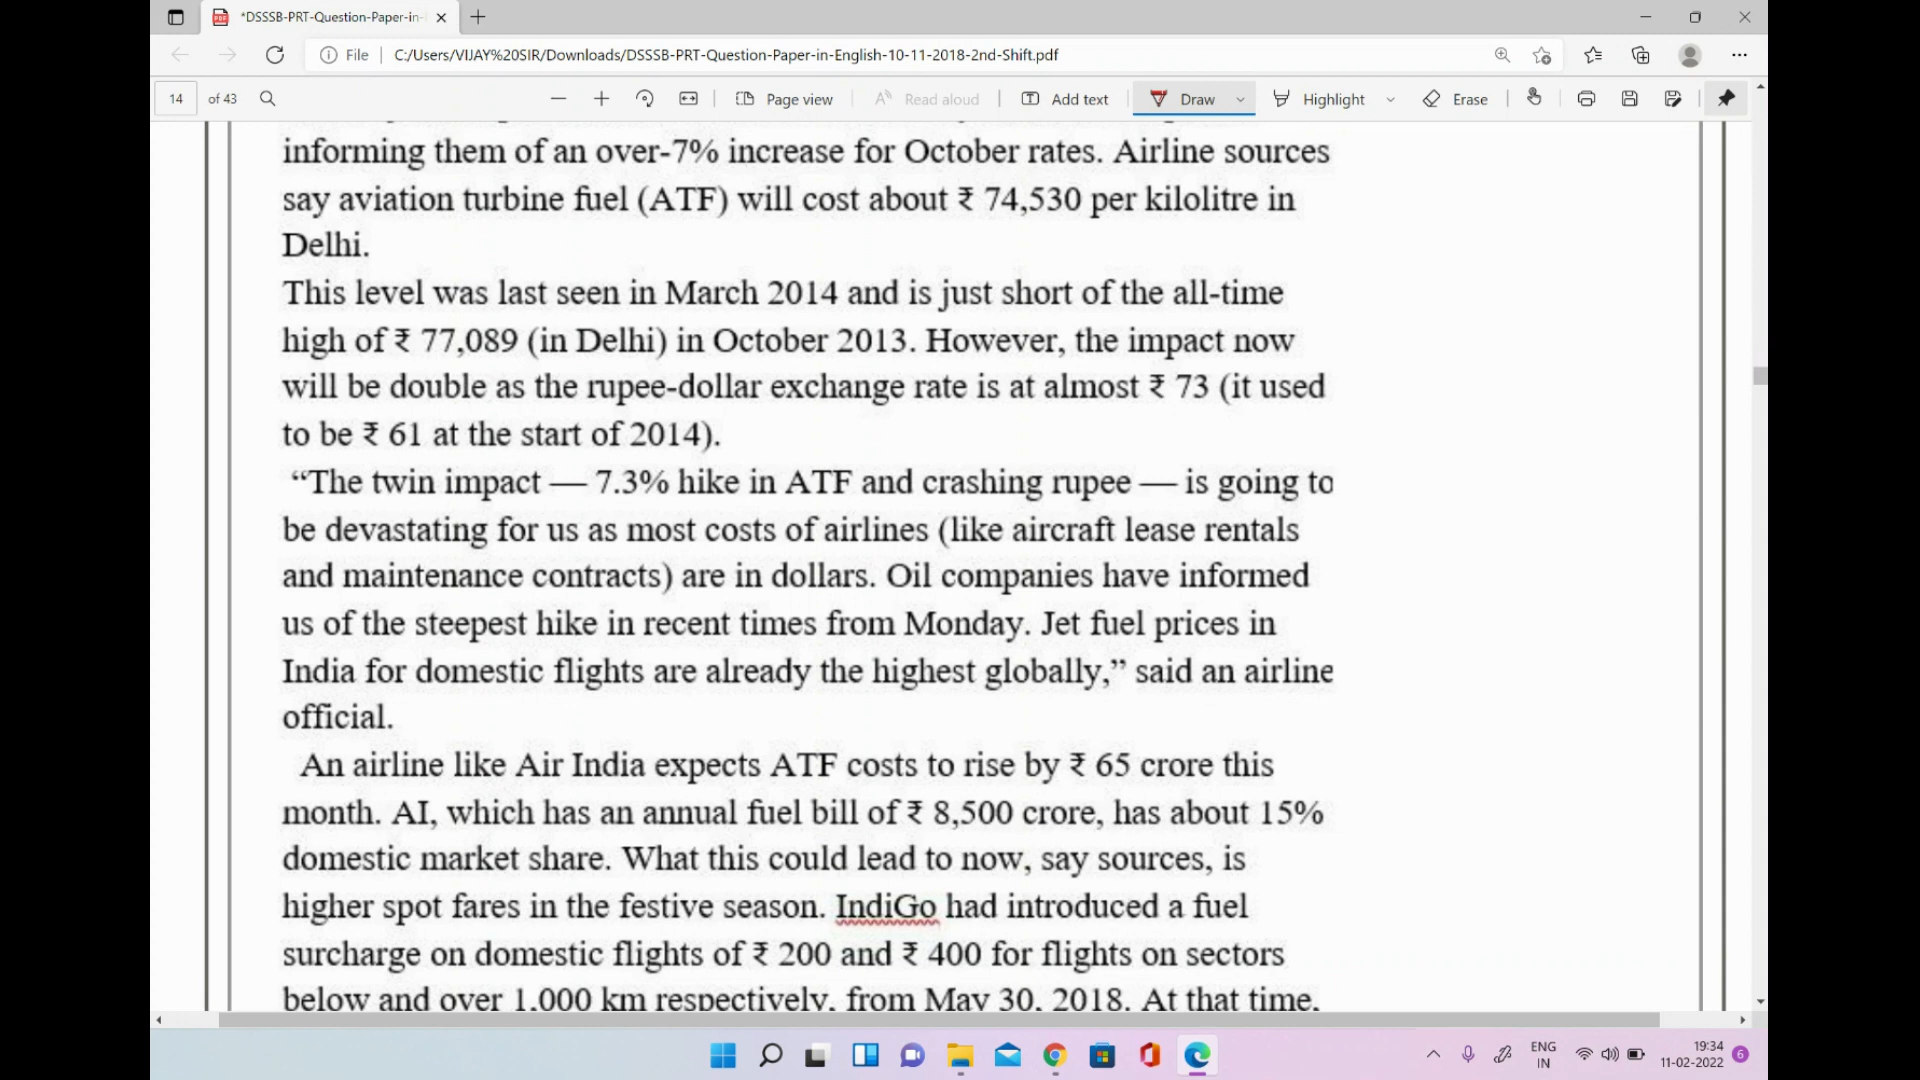 *DSSSB-PRT-Question-Paper-in-
File
C:/Users/VIJAY%20SIR/Downloads/DSSSB-PRT-Question-Paper-in-English-10-11-2018-2nd-Shift.pdf
14 of 43 Page view Read aloud Add text Draw Highlight Erase
informing them of an over-7% increase for October rates. Airline sources
say aviation turbine fuel (ATF) will cost about ₹ 74,530 per kilolitre in
Delhi.
This level was last seen in March 2014 and is just short of the all-time
high of ₹ 77,089 (in Delhi) in October 2013. However, the impact now
will be double as the rupee-dollar exchange rate is at almost ₹ 73 (it used
to be ₹ 61 at the start of 2014).
“The twin impact — 7.3% hike in ATF and crashing rupee — is going to
be devastating for us as most costs of airlines (like aircraft lease rentals
and maintenance contracts) are in dollars. Oil companies have informed
us of the steepest hike in recent times from Monday. Jet fuel prices in
India for domestic flights are already the highest globally,” said an airline
official.
An airline like Air India expects ATF costs to rise by ₹ 65 crore this
month. AI, which has an annual fuel bill of ₹ 8,500 crore, has about 15%
domestic market share. What this could lead to now, say sources, is
higher spot fares in the festive season. IndiGo had introduced a fuel
surcharge on domestic flights of ₹ 200 and ₹ 400 for flights on sectors
below and over 1,000 km respectively, from May 30, 2018. At that time,
ENG
IN
19:34
11-02-2022
6